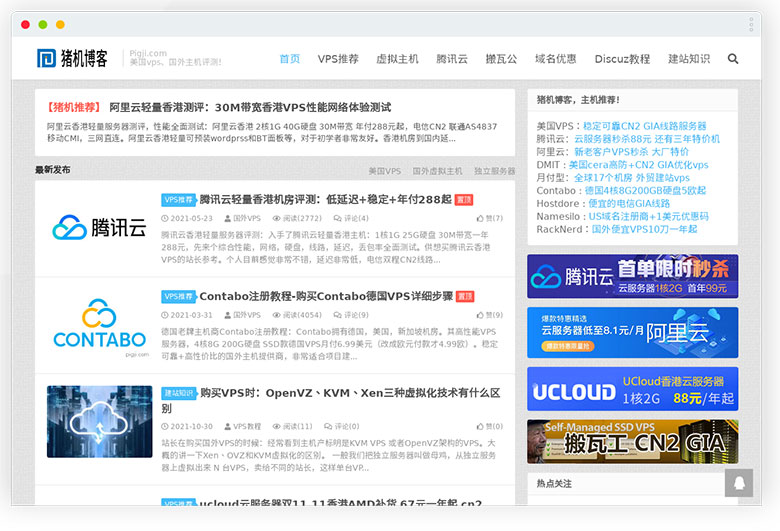 猪机博客
Piqji.com
美国vps、国外主机评测!
首页 VPS推荐 虚拟主机 腾讯云 搬瓦公 域名优惠 Discuz教程 建站知识
【猪机推荐】 阿里云轻量香港测评：30M带宽香港VPS性能网络体验测试
阿里云香港轻量服务器测评，性能全面测试：阿里云香港 2核1G 40G硬盘 30M带宽 年付288元起，电信CN2 联通AS4837
移动CMI，三网直连。阿里云香港轻量可预装wordprss和BT面板等，对于初学者非常友好。香港机房到国内延...
最新发布
美国VPS 国外虚拟主机 独立服务器
VPS推荐 腾讯云轻量香港机房评测：低延迟+稳定+年付288起 置顶
2021-05-23 国外VPS 阅读(2772) 评论(4) 赞(7)
腾讯云香港轻量服务器评测：入手了腾讯云香港主机：1核1G 25G硬盘 30M带宽一年
288元，先来个综合性能，网络，硬盘，线路，延迟，丢包率全面测试。供想买腾讯云香港
VPS的站长参考。个人目前感觉非常不错，延迟非常低，电信双程CN2线路...
腾讯云
VPS推荐 Contabo注册教程-购买Contabo德国VPS详细步骤 置顶
2021-03-31 国外VPS 阅读(4054) 评论(9) 赞(9)
德国老牌主机商Contabo注册教程：Contabo拥有德国，美国，新加坡机房。其高性能VPS
服务器，4核8G 200G硬盘 SSD款德国VPS月付6.99美元（改成欧元付款才4.99欧）。稳定
可靠+高性价比的国外主机提供商，非常适合项目建...
CONTABO
piqji.com
建站知识 购买VPS时：OpenVZ、KVM、Xen三种虚拟化技术有什么区
别
2021-10-30 VPS教程 阅读(11) 评论(0) 赞(0)
站长在购买国外VPS的时候：经常看到主机产标明是KVM VPS 或者OpenVZ架构的VPS。大
概的讲一下Xen、OVZ和KVM虚拟化的区别。 一般我们把独立服务器叫做母鸡，从独立服务
器上虚拟出来 N 台VPS，卖给不同的站长，这样单台VP...
VPS推荐 ucloud云服务器双11.11香港AMD补货 67元一年起 cn2
猪机博客，主机推荐！
美国VPS：稳定可靠CN2 GIA线路服务器
腾讯云：云服务器秒杀88元 还有三年特价机
阿里云：新老客户VPS秒杀 大厂特价
DMIT：美国cera高防+CN2 GIA优化vps
月付型：全球17个机房 外贸建站vps
Contabo：德国4核8G200GB硬盘5欧起
Hostdore：便宜的电信GIA线路
Namesilo：US域名注册商+1美元优惠码
RackNerd：国外便宜VPS10刀一年起
腾讯云 首单限时秒杀
云服务器1核2G 首年99元
爆款特惠精选
云服务器低至8.1元/月
爆款特惠数量抢
阿里云
UCLOUD UCloud香港云服务器
1核2G 88元/年起
Self-Managed SSD VPS
搬瓦工 CN2 GIA
热点关注